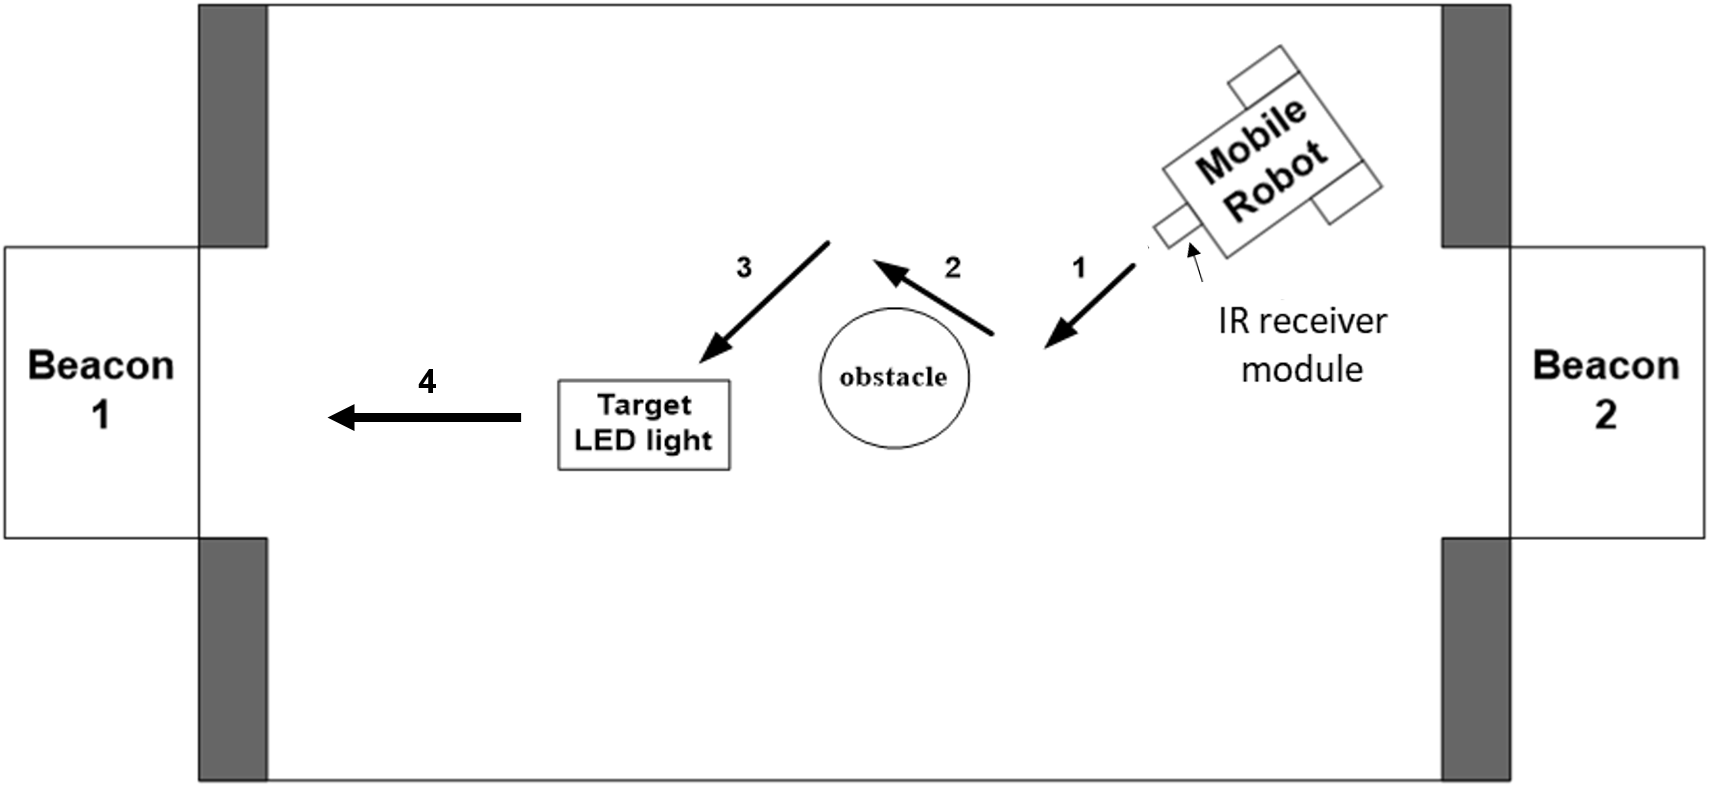 Mobile
Robot
3
2
1
IR receiver
module
Beacon
1
4
Target
LED light
obstacle
Beacon
2